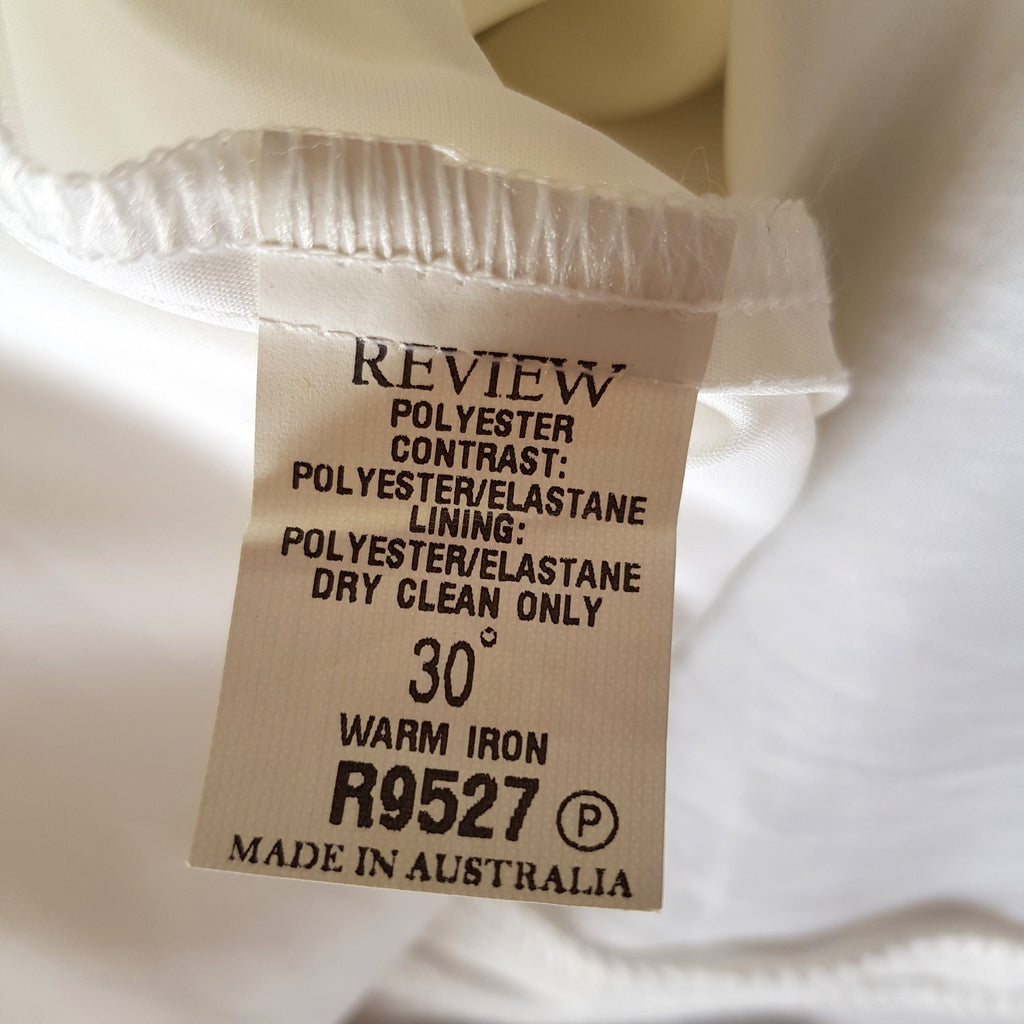 REVIEW
POLYESTER
CONTRAST:
POLYESTER/ELASTANE
LINING:
POLYESTER/ELASTANE
DRY CLEAN ONLY
30°
WARM IRON
R9527 Ⓟ
MADE IN AUSTRALIA